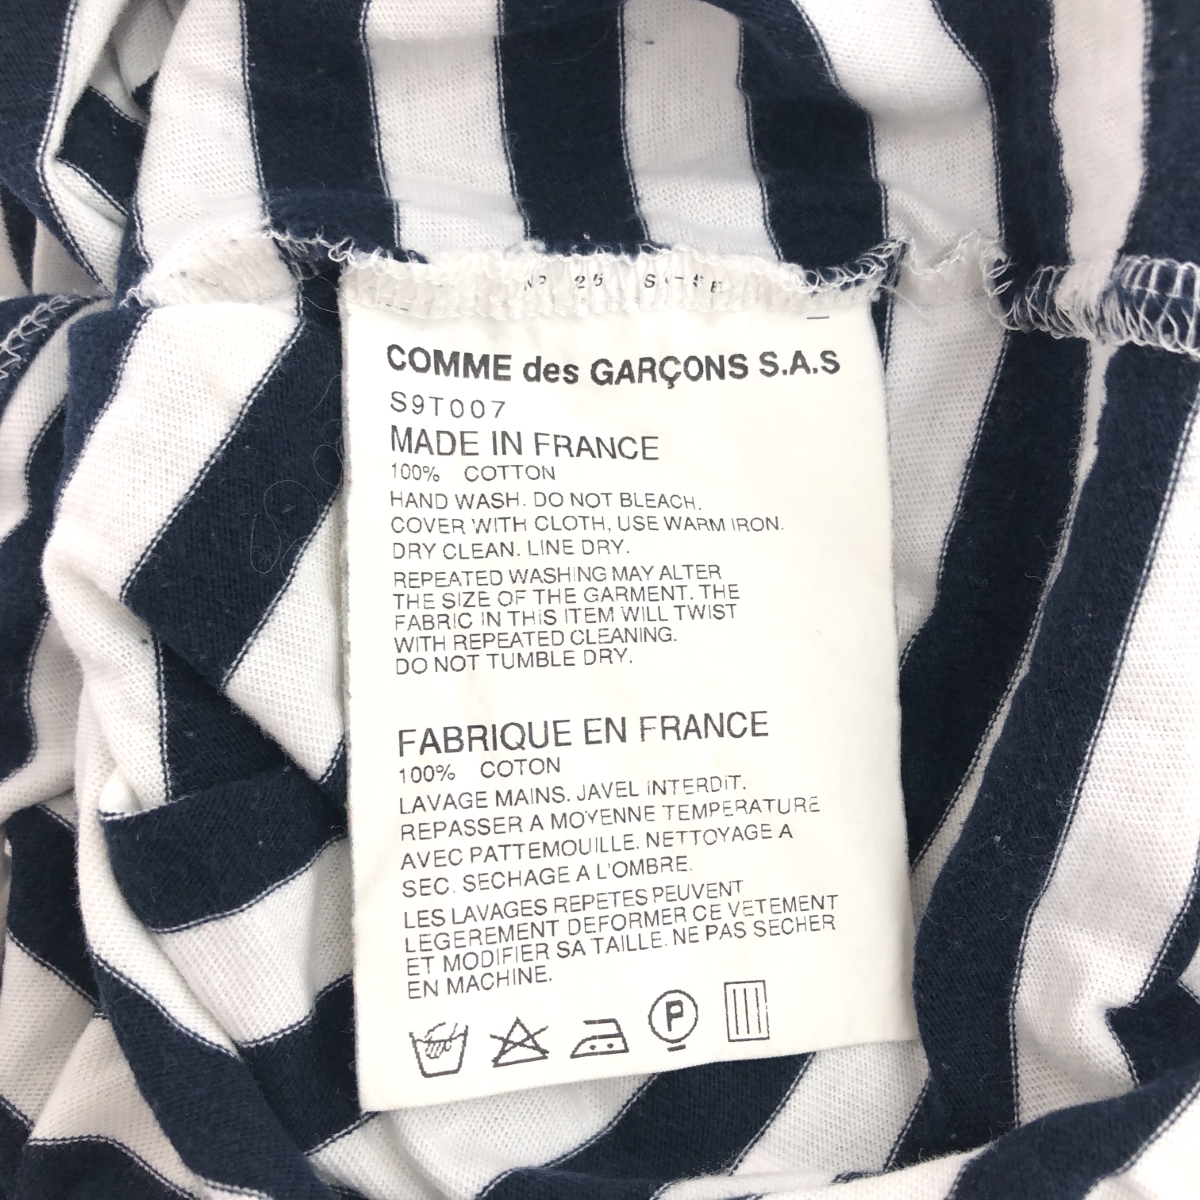 COMME des GARÇONS S.A.S
S9T007
MADE IN FRANCE
100% COTTON
HAND WASH. DO NOT BLEACH.
COVER WITH CLOTH, USE WARM IRON.
DRY CLEAN. LINE DRY.
REPEATED WASHING MAY ALTER
THE SIZE OF THE GARMENT. THE
FABRIC IN THIS ITEM WILL TWIST
WITH REPEATED CLEANING.
DO NOT TUMBLE DRY.
FABRIQUE EN FRANCE
100% COTON
LAVAGE MAINS. JAVEL INTERDIT.
REPASSER A MOYENNE TEMPERATURE
AVEC PATTEMOUILLE. NETTOYAGE A
SEC. SECHAGE A L'OMBRE.
LES LAVAGES REPETES PEUVENT
LEGEREMENT DEFORMER CE VETEMENT
ET MODIFIER SA TAILLE. NE PAS SECHER
EN MACHINE.
P